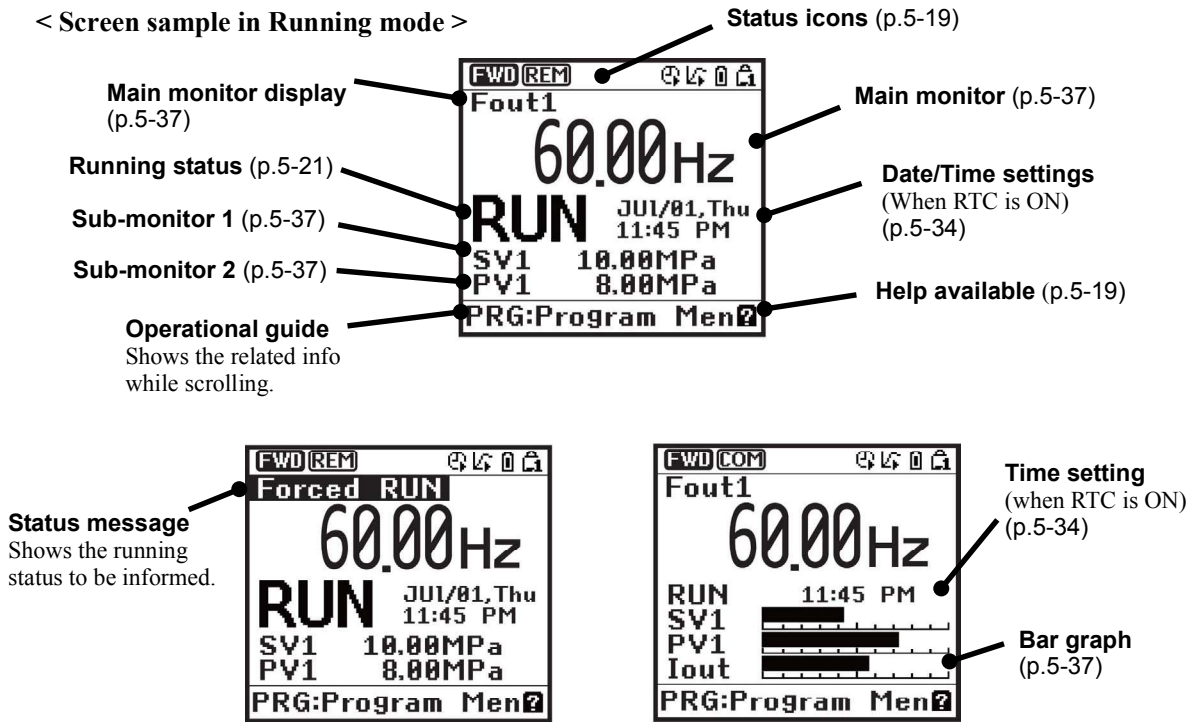 < Screen sample in Running mode >
Status icons (p.5-19)
Main monitor display
(p.5-37)
Running status (p.5-21)
Sub-monitor 1 (p.5-37)
Sub-monitor 2 (p.5-37)
Operational guide
Shows the related info
while scrolling.
FWD REM
Fout1
60.00Hz
RUN
JUl/01,Thu
11:45 PM
SV1 10.00MPa
PV1 8.00MPa
PRG:Program Men?
Main monitor (p.5-37)
Date/Time settings
(When RTC is ON)
(p.5-34)
Help available (p.5-19)
Status message
Shows the running
status to be informed.
FWD REM
Forced RUN
60.00Hz
RUN
JUl/01,Thu
11:45 PM
SV1 10.00MPa
PV1 8.00MPa
PRG:Program Men?
FWD COM
Fout1
60.00Hz
RUN 11:45 PM
SV1
PV1
Iout
PRG:Program Men?
Time setting
(when RTC is ON)
(p.5-34)
Bar graph
(p.5-37)